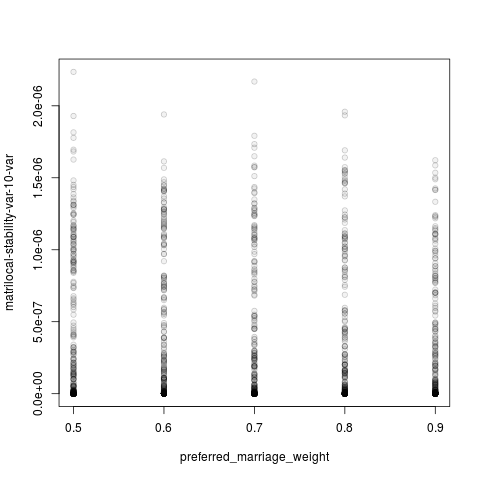 matrilocal-stability-var-10-var
2.0e-06
1.5e-06
1.0e-06
5.0e-07
0.0e+00
0.5 0.6 0.7 0.8 0.9
preferred_marriage_weight